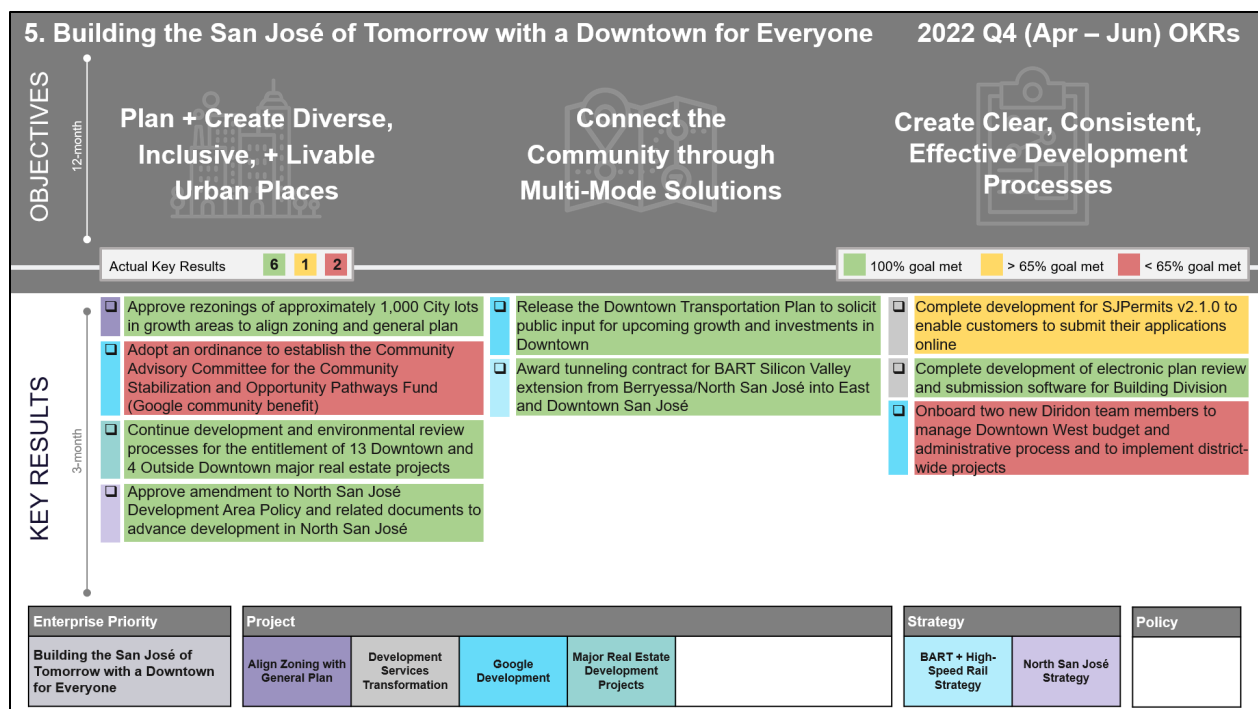 5. Building the San José of Tomorrow with a Downtown for Everyone
2022 Q4 (Apr – Jun) OKRs
OBJECTIVES
12-month
Plan + Create Diverse,
Inclusive, + Livable
Urban Places
Connect the
Community through
Multi-Mode Solutions
Create Clear, Consistent,
Effective Development
Processes
Actual Key Results 6 1 2
100% goal met > 65% goal met < 65% goal met
KEY RESULTS
3-month
Approve rezonings of approximately 1,000 City lots
in growth areas to align zoning and general plan
Adopt an ordinance to establish the Community
Advisory Committee for the Community
Stabilization and Opportunity Pathways Fund
(Google community benefit)
Continue development and environmental review
processes for the entitlement of 13 Downtown and
4 Outside Downtown major real estate projects
Approve amendment to North San José
Development Area Policy and related documents to
advance development in North San José
Release the Downtown Transportation Plan to solicit
public input for upcoming growth and investments in
Downtown
Award tunneling contract for BART Silicon Valley
extension from Berryessa/North San José into East
and Downtown San José
Complete development for SJPermits v2.1.0 to
enable customers to submit their applications
online
Complete development of electronic plan review
and submission software for Building Division
Onboard two new Diridon team members to
manage Downtown West budget and
administrative process and to implement district-
wide projects
Enterprise Priority
Building the San José of
Tomorrow with a Downtown
for Everyone
Project
Align Zoning with
General Plan
Development
Services
Transformation
Google
Development
Major Real Estate
Development
Projects
Strategy
BART + High-
Speed Rail
Strategy
North San José
Strategy
Policy